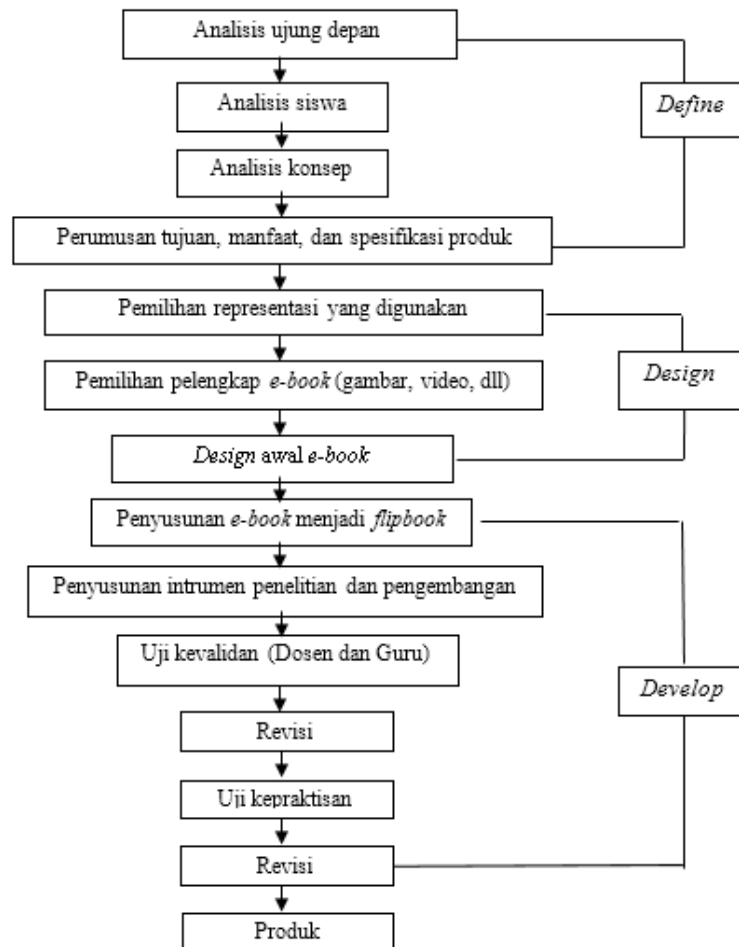 Analisis ujung depan
Analisis siswa
Define
Analisis konsep
Perumusan tujuan, manfaat, dan spesifikasi produk
Pemilihan representasi yang digunakan
Design
Pemilihan pelengkap e-book (gambar, video, dll)
Design awal e-book
Penyusunan e-book menjadi flipbook
Penyusunan intrumen penelitian dan pengembangan
Uji kevalidan (Dosen dan Guru)
Develop
Revisi
Uji kepraktisan
Revisi
Produk